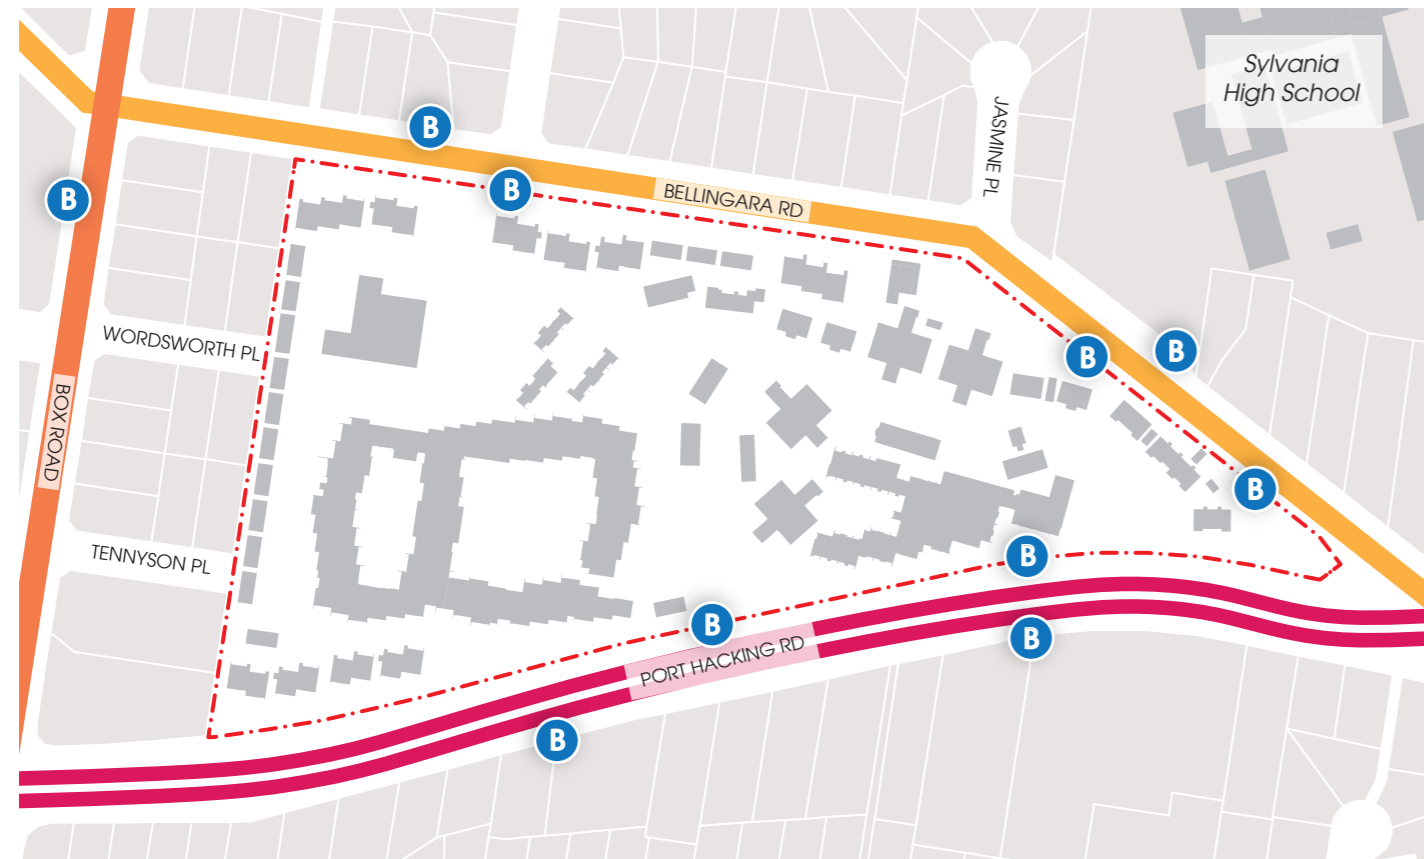 Sylvania
High School
JASMINE PL
B
B
B
BELLINGARA RD
B
B
WORDSWORTH PL
BOX ROAD
B
TENNYSON PL
B
B
B
PORT HACKING RD
B
B